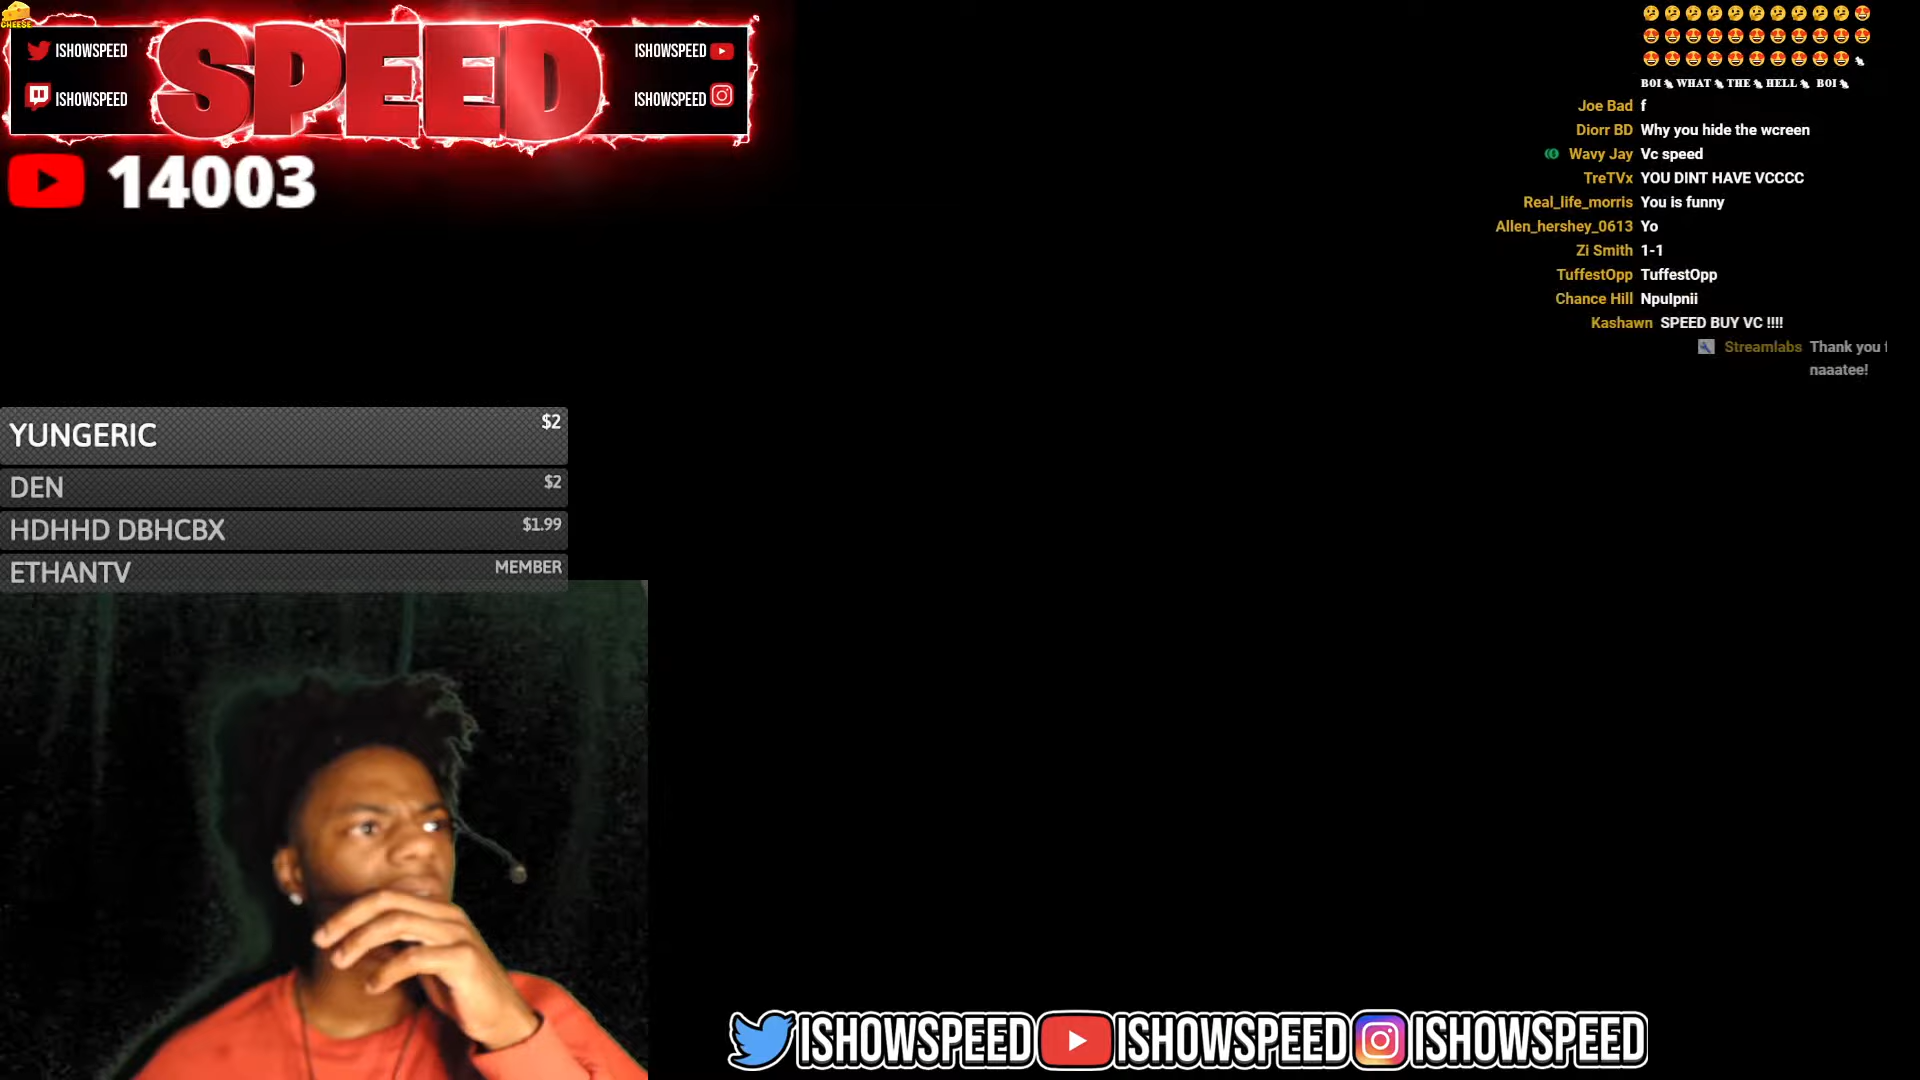 CHEESE
ISHOWSPEED
SPEED
ISHOWSPEED
ISHOWSPEED
ISHOWSPEED
14003
BOI WHAT THE HELL BOI
Joe Bad f
Diorr BD Why you hide the wcreen
Wavy Jay Vc speed
TreTVx YOU DINT HAVE VCCCC
Real_life_morris You is funny
Allen_hershey_0613 Yo
Zi Smith 1-1
TuffestOpp TuffestOpp
Chance Hill Npulpnii
Kashawn SPEED BUY VC !!!!
Streamlabs Thank you f
naaatee!
YUNGERIC $2
DEN $2
HDHHD DBHCBX $1.99
ETHANTV MEMBER
ISHOWSPEED ISHOWSPEED ISHOWSPEED